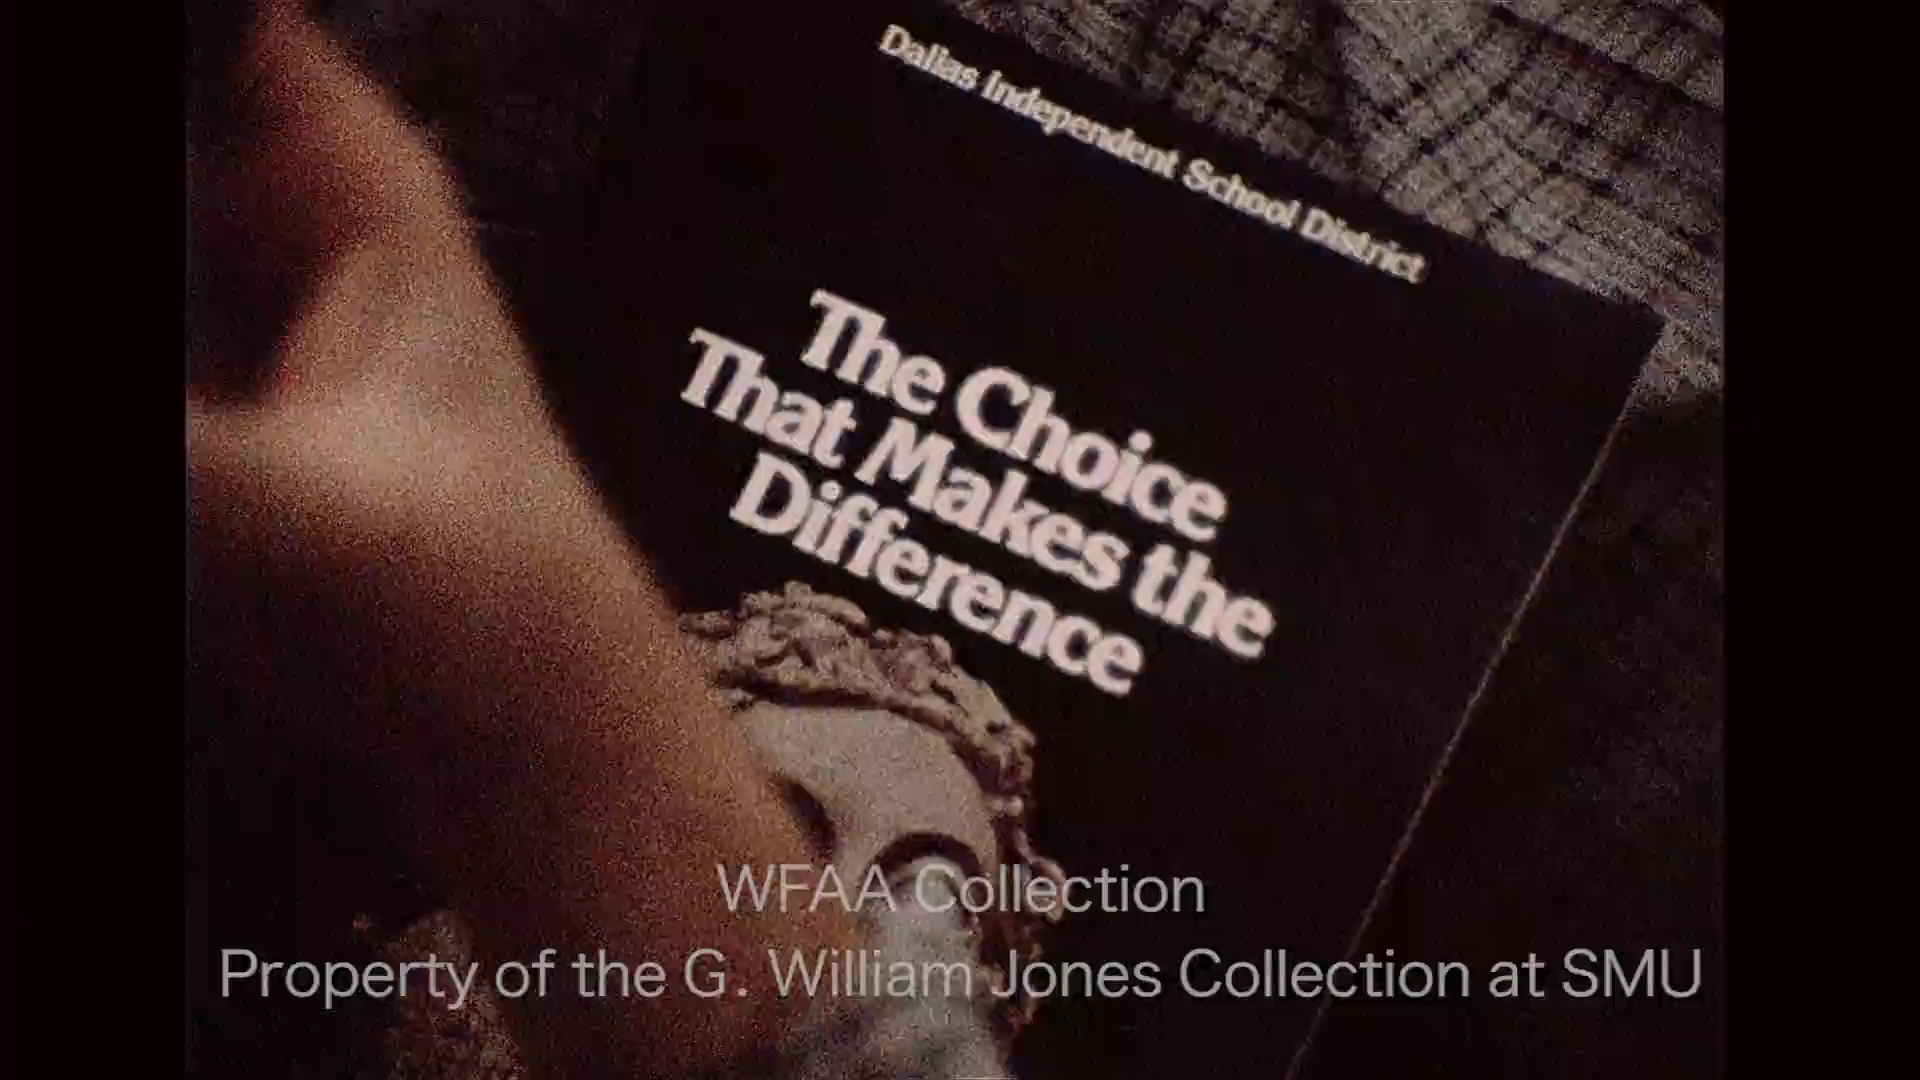 Dallas Independent School District
The Choice
That Makes the
Difference
WFAA Collection
Property of the G. William Jones Collection at SMU